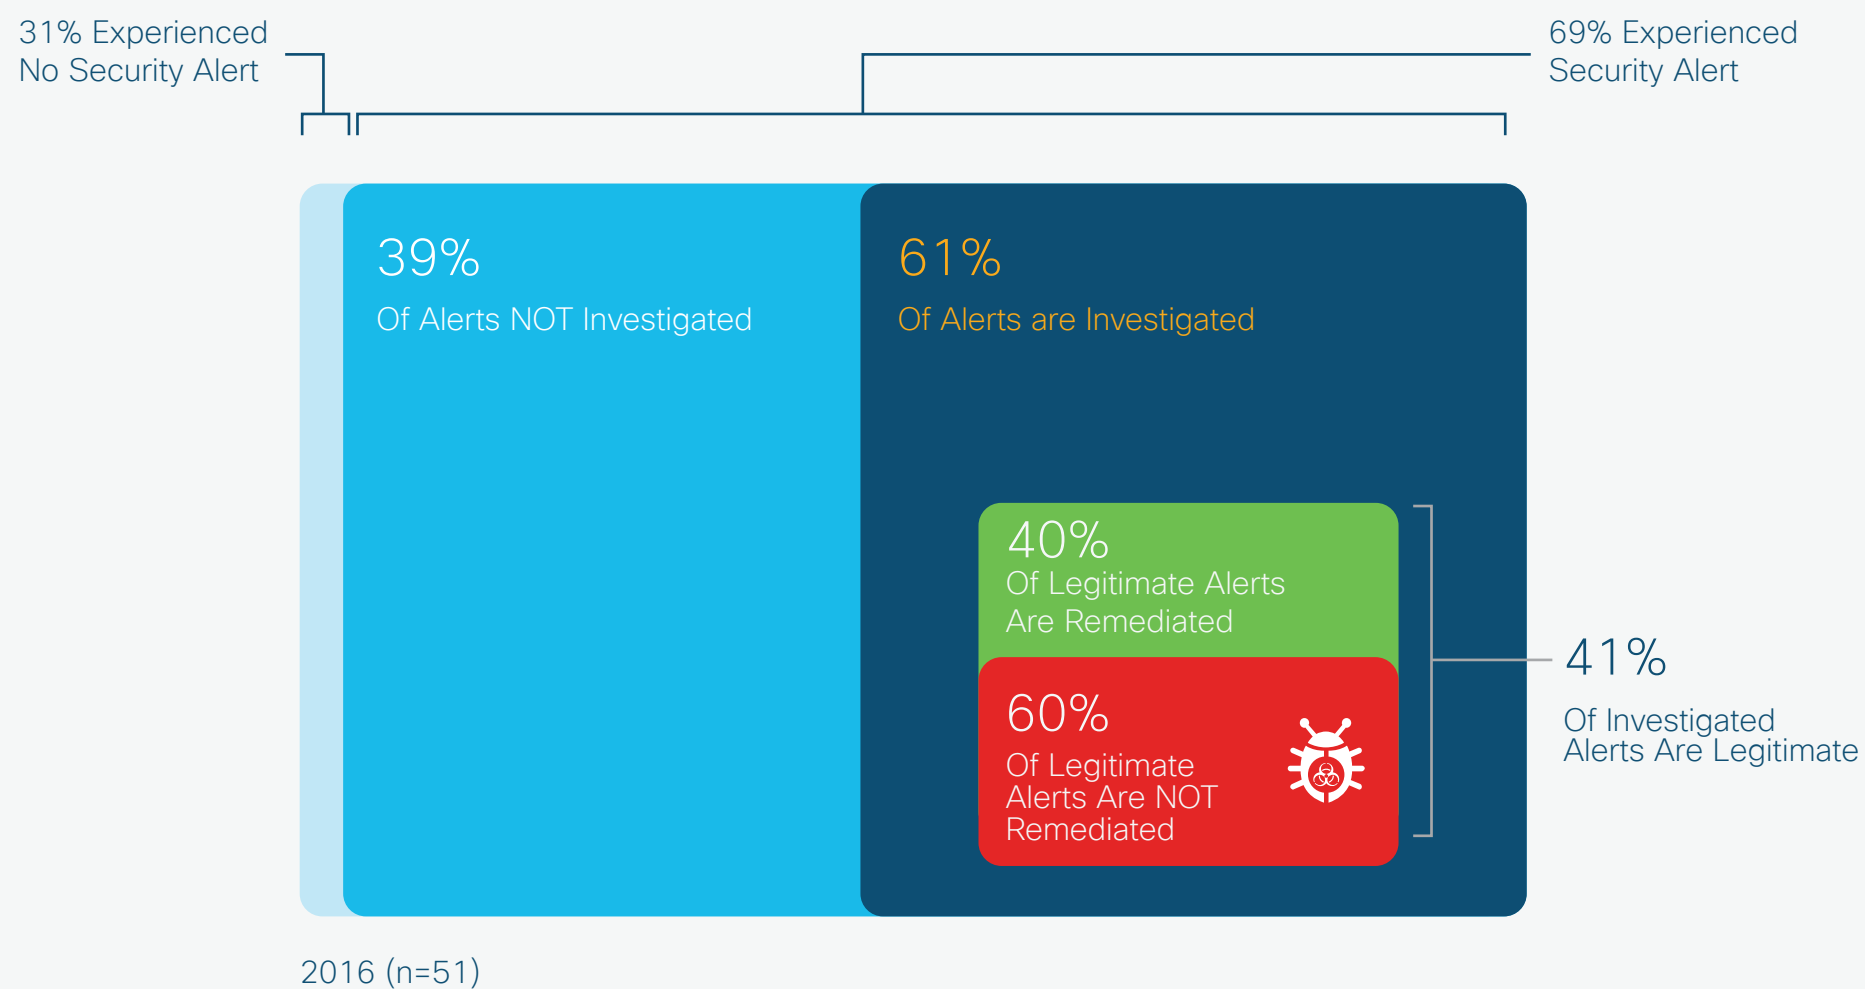 31% Experienced
No Security Alert
69% Experienced
Security Alert
39%
Of Alerts NOT Investigated
61%
Of Alerts are Investigated
40%
Of Legitimate Alerts
Are Remediated
60%
Of Legitimate
Alerts Are NOT
Remediated
41%
Of Investigated
Alerts Are Legitimate
2016 (n=51)